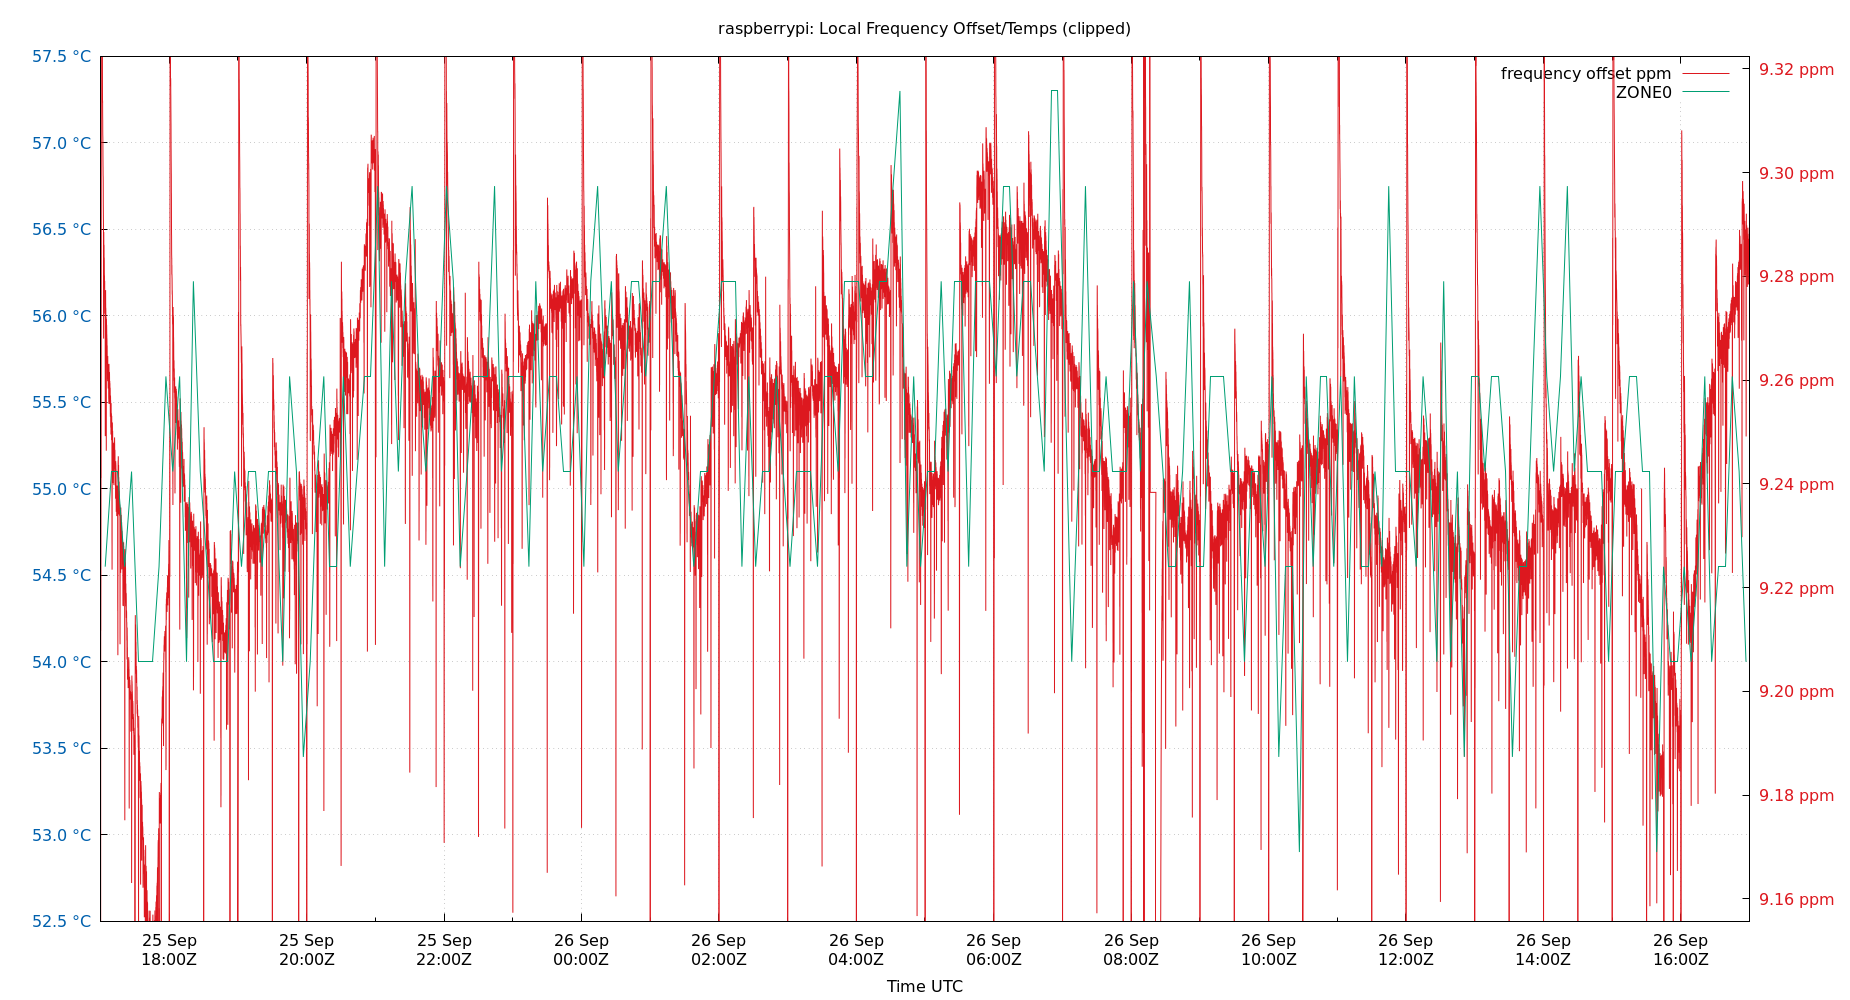 raspberrypi: Local Frequency Offset/Temps (clipped)
frequency offset ppm
ZONE0
57.5 °C
57.0 °C
56.5 °C
56.0 °C
55.5 °C
55.0 °C
54.5 °C
54.0 °C
53.5 °C
53.0 °C
52.5 °C
9.32 ppm
9.30 ppm
9.28 ppm
9.26 ppm
9.24 ppm
9.22 ppm
9.20 ppm
9.18 ppm
9.16 ppm
25 Sep
18:00Z
25 Sep
20:00Z
25 Sep
22:00Z
26 Sep
00:00Z
26 Sep
02:00Z
26 Sep
04:00Z
26 Sep
06:00Z
26 Sep
08:00Z
26 Sep
10:00Z
26 Sep
12:00Z
26 Sep
14:00Z
26 Sep
16:00Z
Time UTC